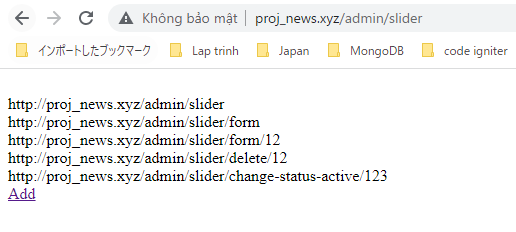 Không bảo mật | proj_news.xyz/admin/slider
インポートしたブックマーク Lap trinh Japan MongoDB code igniter
http://proj_news.xyz/admin/slider
http://proj_news.xyz/admin/slider/form
http://proj_news.xyz/admin/slider/form/12
http://proj_news.xyz/admin/slider/delete/12
http://proj_news.xyz/admin/slider/change-status-active/123
Add